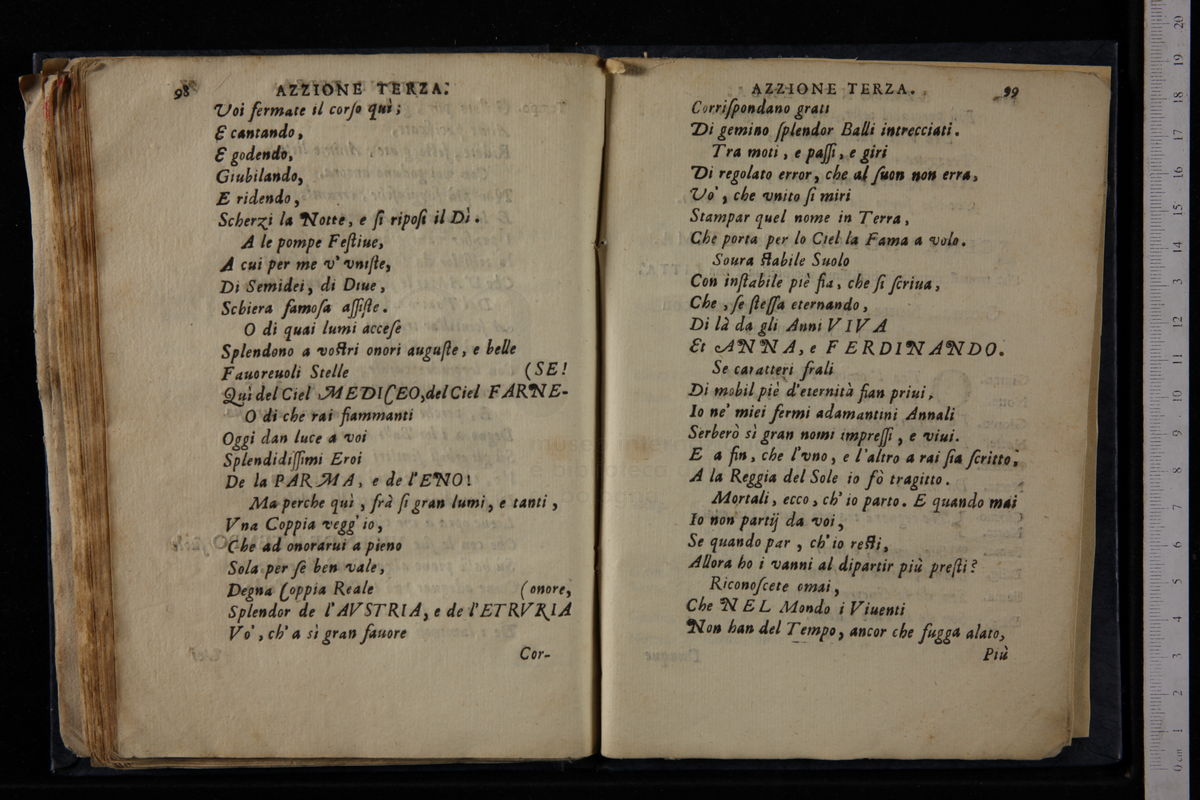 98 AZZIONE TERZA.
Voi fermate il corſo quì;
E cantando,
E godendo,
Giubilando,
E ridendo,
Scherzi la Notte, e ſi ripoſi il Dì.
A le pompe Feſtiue,
A cui per me v' vniſte,
Di Semidei, di Diue,
Schiera famoſa aſſiſte.
O di quai lumi acceſe
Splendono a voſtri onori auguſte, e belle
Fauoreuoli Stelle (SE!
Quì del Ciel MEDICEO, del Ciel FARNE-
O di che rai fiammanti
Oggi dan luce a voi
Splendidiſſimi Eroi
De la PARMA, e de l'ENO!
Ma perche quì, frà ſi gran lumi, e tanti,
Vna Coppia vegg' io,
Che ad onorarui a pieno
Sola per ſè ben vale,
Degna Coppia Reale (onore,
Splendor de l'AVSTRIA, e de l'ETRVRIA
Vo', ch' a sì gran fauore
Cor-
AZZIONE TERZA. 99
Corriſpondano grati
Di gemino ſplendor Balli intrecciati.
Tra moti, e paſſi, e giri
Di regolato error, che al ſuon non erra,
Vo', che vnito ſi miri
Stampar quel nome in Terra,
Che porta per lo Ciel la Fama a volo.
Soura ſtabile Suolo
Con inſtabile piè fia, che ſi ſcriua,
Che, ſe ſteſſa eternando,
Di là da gli Anni VIVA
Et ANNA, e FERDINANDO.
Se caratteri frali
Di mobil piè d'eternità fian priui,
Io ne' miei fermi adamantini Annali
Serberò sì gran nomi impreſſi, e viui.
E a fin, che l'vno, e l'altro a rai ſia ſcritto,
A la Reggia del Sole io fò tragitto.
Mortali, ecco, ch' io parto. E quando mai
Io non partij da voi,
Se quando par, ch' io reſti,
Allora ho i vanni al dipartir più preſti?
Riconoſcete omai,
Che NEL Mondo i Viuenti
Non han del Tempo, ancor che fugga alato,
Più